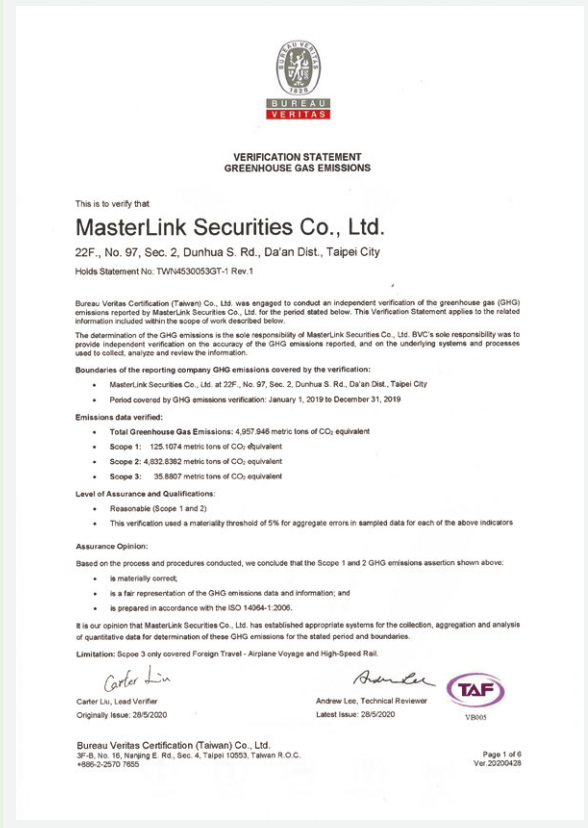 BUREAU VERITAS
1828
BUREAU
VERITAS
VERIFICATION STATEMENT
GREENHOUSE GAS EMISSIONS
This is to verify that
MasterLink Securities Co., Ltd.
22F., No. 97, Sec. 2, Dunhua S. Rd., Da'an Dist., Taipei City
Holds Statement No: TWN4530053GT-1 Rev.1
Bureau Veritas Certification (Taiwan) Co., Ltd. was engaged to conduct an independent verification of the greenhouse gas (GHG)
emissions reported by MasterLink Securities Co., Ltd. for the period stated below. This Verification Statement applies to the related
information included within the scope of work described below.
The determination of the GHG emissions is the sole responsibility of MasterLink Securities Co., Ltd. BVC's sole responsibility was to
provide independent verification on the accuracy of the GHG emissions reported, and on the underlying systems and processes
used to collect, analyze and review the information.
Boundaries of the reporting company GHG emissions covered by the verification:
• MasterLink Securities Co., Ltd. at 22F., No. 97, Sec. 2, Dunhua S. Rd., Da'an Dist., Taipei City
• Period covered by GHG emissions verification: January 1, 2019 to December 31, 2019
Emissions data verified:
• Total Greenhouse Gas Emissions: 4,957.946 metric tons of CO₂ equivalent
• Scope 1: 125.1074 metric tons of CO₂ equivalent
• Scope 2: 4,832.8382 metric tons of CO₂ equivalent
• Scope 3: 35.8807 metric tons of CO₂ equivalent
Level of Assurance and Qualifications:
• Reasonable (Scope 1 and 2)
• This verification used a materiality threshold of 5% for aggregate errors in sampled data for each of the above indicators
Assurance Opinion:
Based on the process and procedures conducted, we conclude that the Scope 1 and 2 GHG emissions assertion shown above:
• is materially correct;
• is a fair representation of the GHG emissions data and information; and
• is prepared in accordance with the ISO 14064-1:2006.
It is our opinion that MasterLink Securities Co., Ltd. has established appropriate systems for the collection, aggregation and analysis
of quantitative data for determination of these GHG emissions for the stated period and boundaries.
Limitation: Scpoe 3 only covered Foreign Travel - Airplane Voyage and High-Speed Rail.
Carter Liu Andrew Lee TAF
Carter Liu, Lead Verifier Andrew Lee, Technical Reviewer
Originally Issue: 28/5/2020 Latest Issue: 28/5/2020 VB005
Bureau Veritas Certification (Taiwan) Co., Ltd.
3F-B, No. 16, Nanjing E. Rd., Sec. 4, Taipei 10553, Taiwan R.O.C. Page 1 of 6
+886-2-2570 7655 Ver.20200428